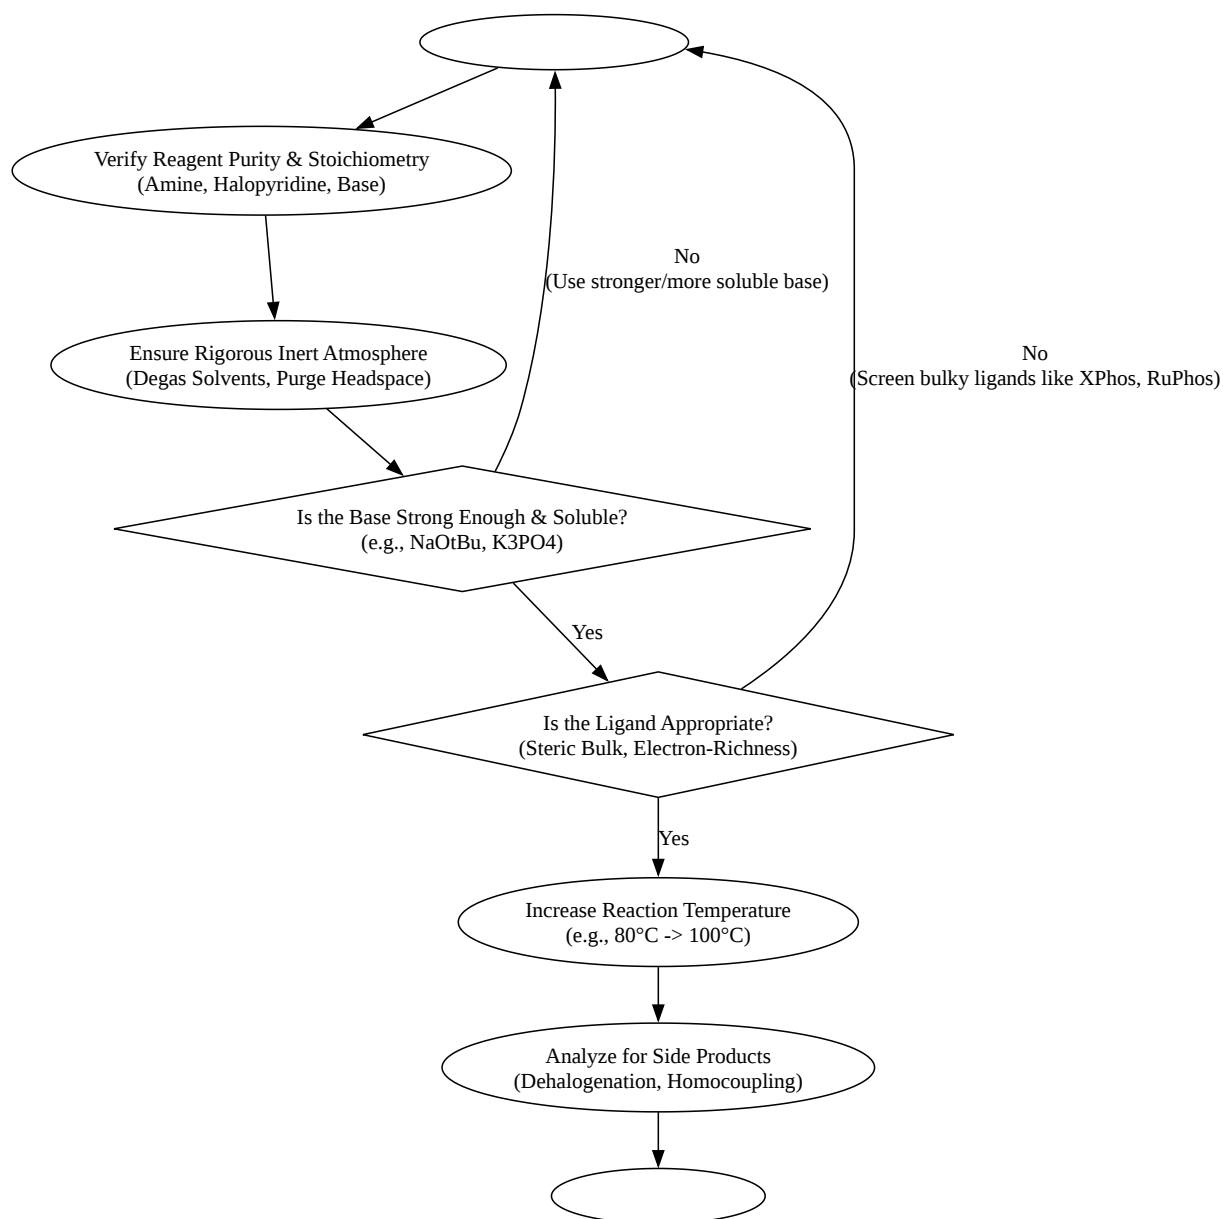 Verify Reagent Purity & Stoichiometry
(Amine, Halopyridine, Base)
No
(Use stronger/more soluble base)
Ensure Rigorous Inert Atmosphere
(Degas Solvents, Purge Headspace)
No
(Screen bulky ligands like XPhos, RuPhos)
Is the Base Strong Enough & Soluble?
(e.g., NaOtBu, K3PO4)
Yes
Is the Ligand Appropriate?
(Steric Bulk, Electron-Richness)
Yes
Increase Reaction Temperature
(e.g., 80°C -> 100°C)
Analyze for Side Products
(Dehalogenation, Homocoupling)